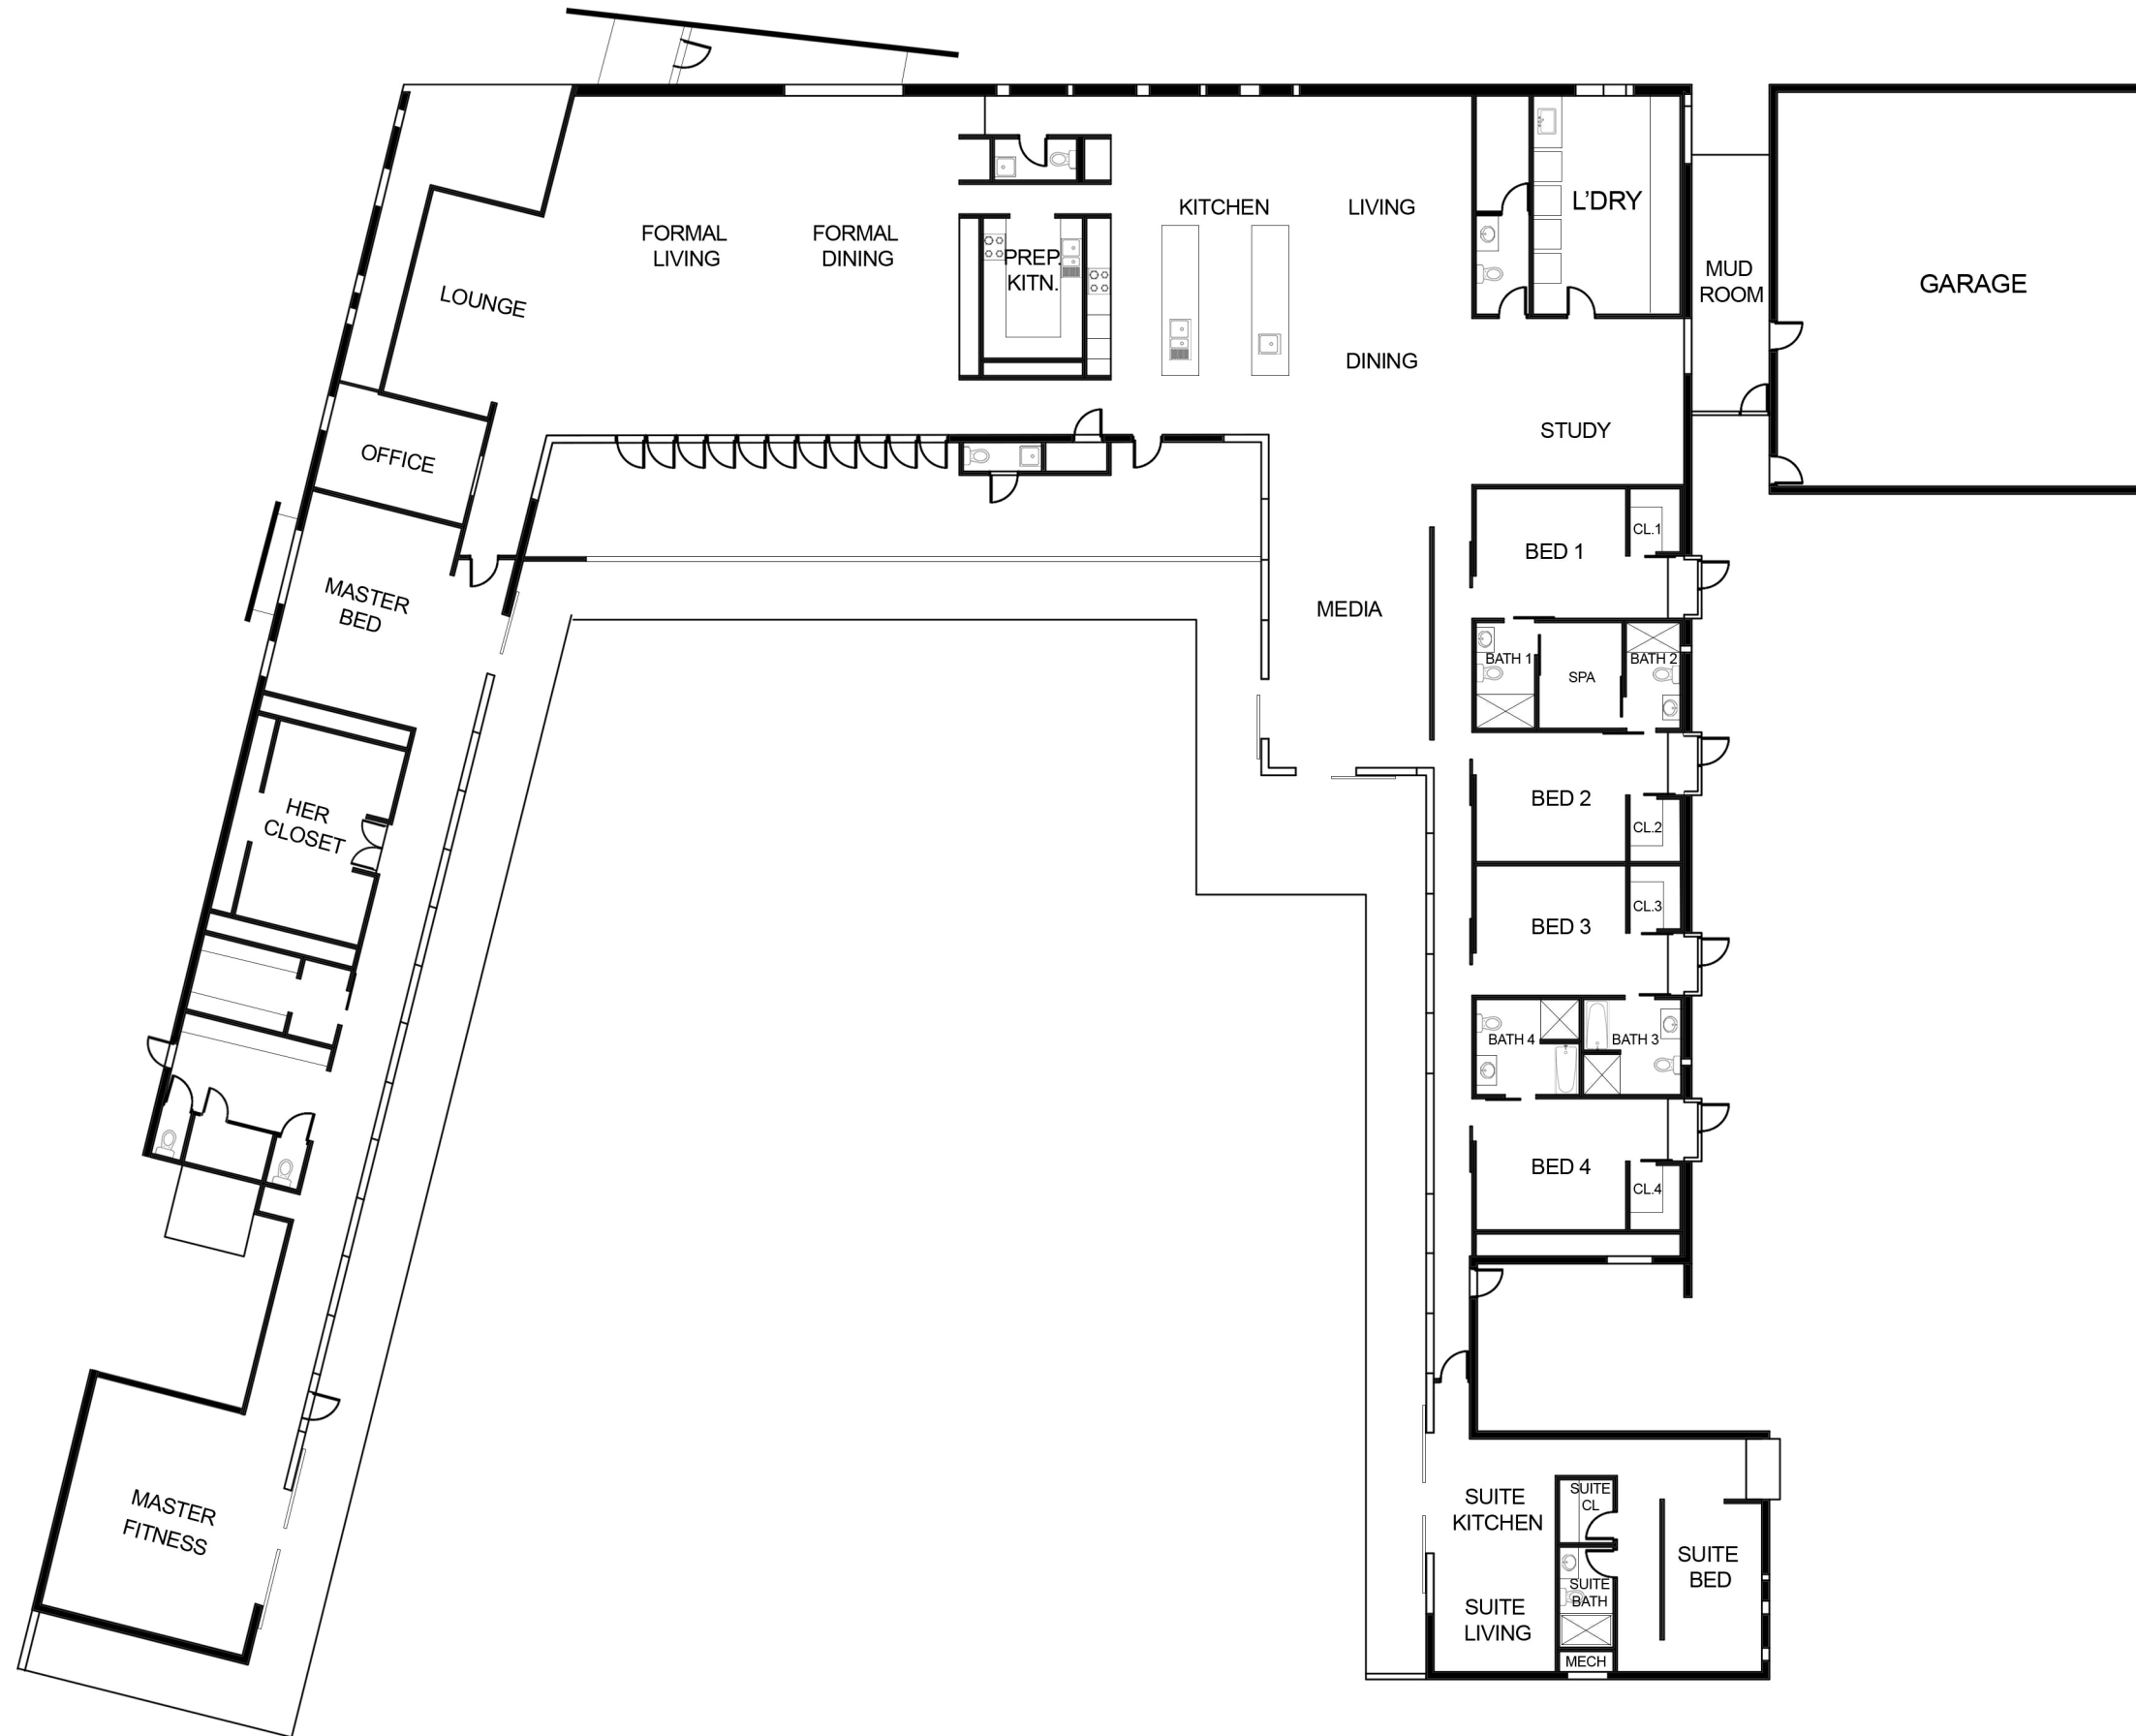 FORMAL
LIVING
FORMAL
DINING
LOUNGE
PREP.
KITN.
KITCHEN
LIVING
L'DRY
MUD
ROOM
GARAGE
DINING
STUDY
OFFICE
MASTER
BED
MEDIA
BED 1
CL.1
BATH 1
SPA
BATH 2
BED 2
CL.2
HER
CLOSET
BED 3
CL.3
BATH 4
BATH 3
BED 4
CL.4
MASTER
FITNESS
SUITE
KITCHEN
SUITE
CL
SUITE
BED
SUITE
BATH
SUITE
LIVING
MECH